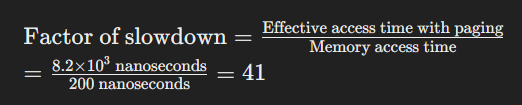 Factor of slowdown = Effective access time with paging / Memory access time
= 8.2×10³ nanoseconds / 200 nanoseconds = 41